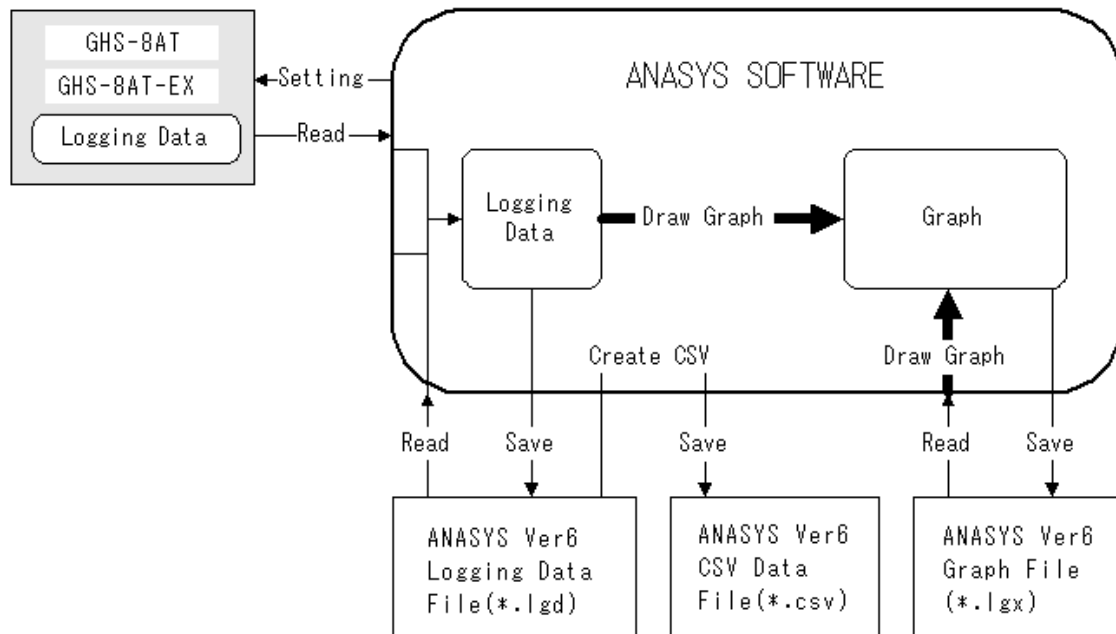 GHS-8AT
GHS-8AT-EX
Logging Data
Setting
Read
ANASYS SOFTWARE
Logging
Data
Draw Graph
Graph
Create CSV
Draw Graph
Read
Save
Save
Read
Save
ANASYS Ver6
Logging Data
File(*.lgd)
ANASYS Ver6
CSV Data
File(*.csv)
ANASYS Ver6
Graph File
(*.lgx)